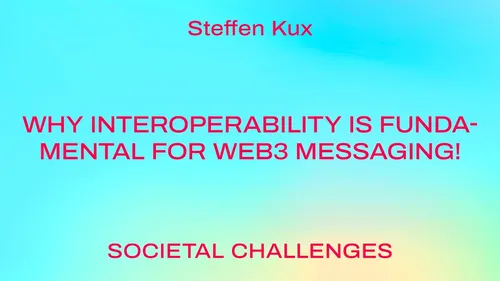 Steffen Kux
WHY INTEROPERABILITY IS FUNDA-
MENTAL FOR WEB3 MESSAGING!
SOCIETAL CHALLENGES